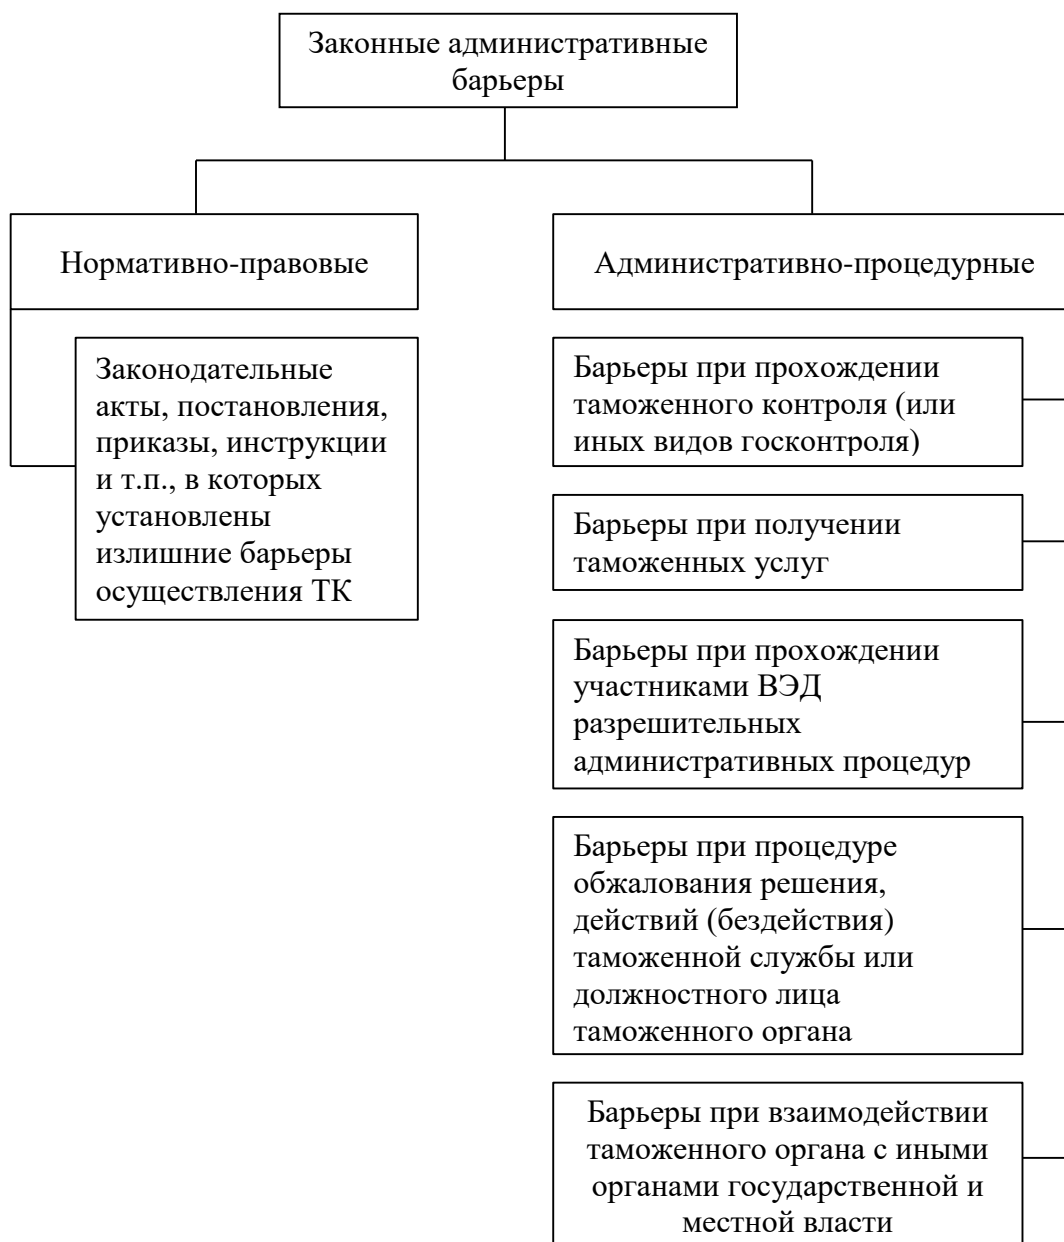 Законные административные
барьеры
Нормативно-правовые
Административно-процедурные
Законодательные
акты, постановления,
приказы, инструкции
и т.п., в которых
установлены
излишние барьеры
осуществления ТК
Барьеры при прохождении
таможенного контроля (или
иных видов госконтроля)
Барьеры при получении
таможенных услуг
Барьеры при прохождении
участниками ВЭД
разрешительных
административных процедур
Барьеры при процедуре
обжалования решения,
действий (бездействия)
таможенной службы или
должностного лица
таможенного органа
Барьеры при взаимодействии
таможенного органа с иными
органами государственной и
местной власти